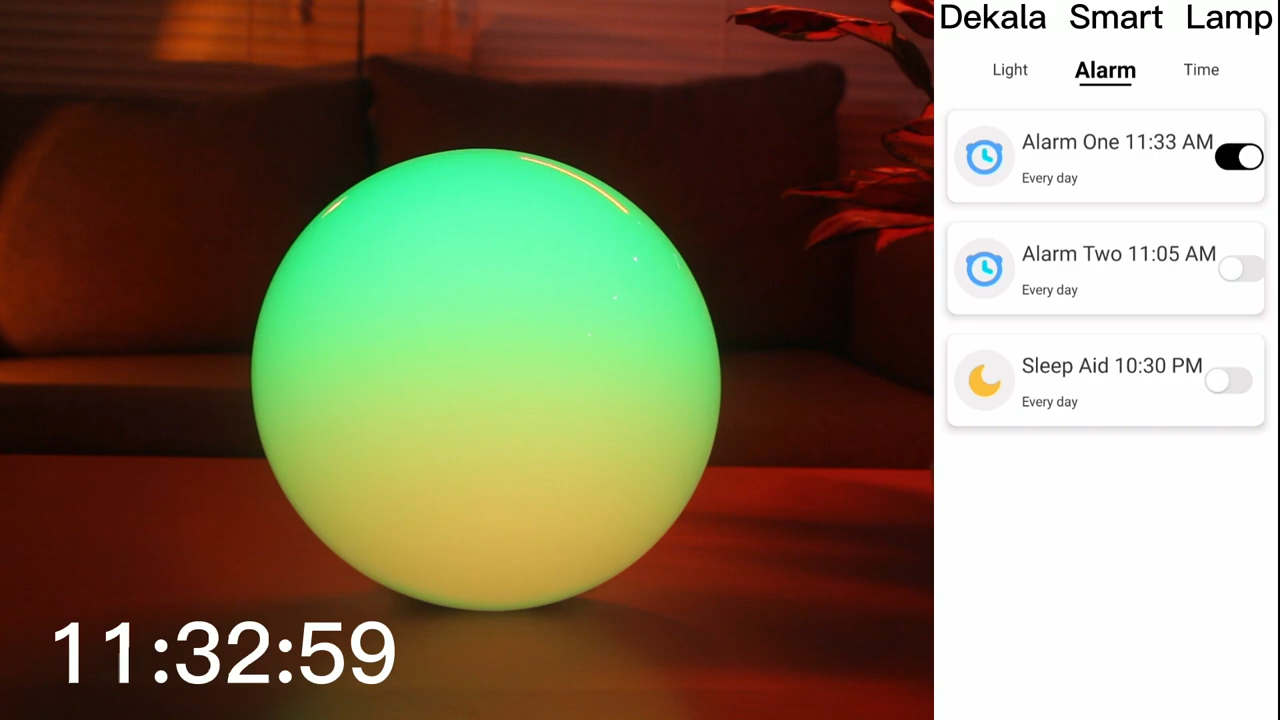 Dekala Smart Lamp
Light Alarm Time
Alarm One 11:33 AM
Every day
Alarm Two 11:05 AM
Every day
Sleep Aid 10:30 PM
Every day
11:32:59